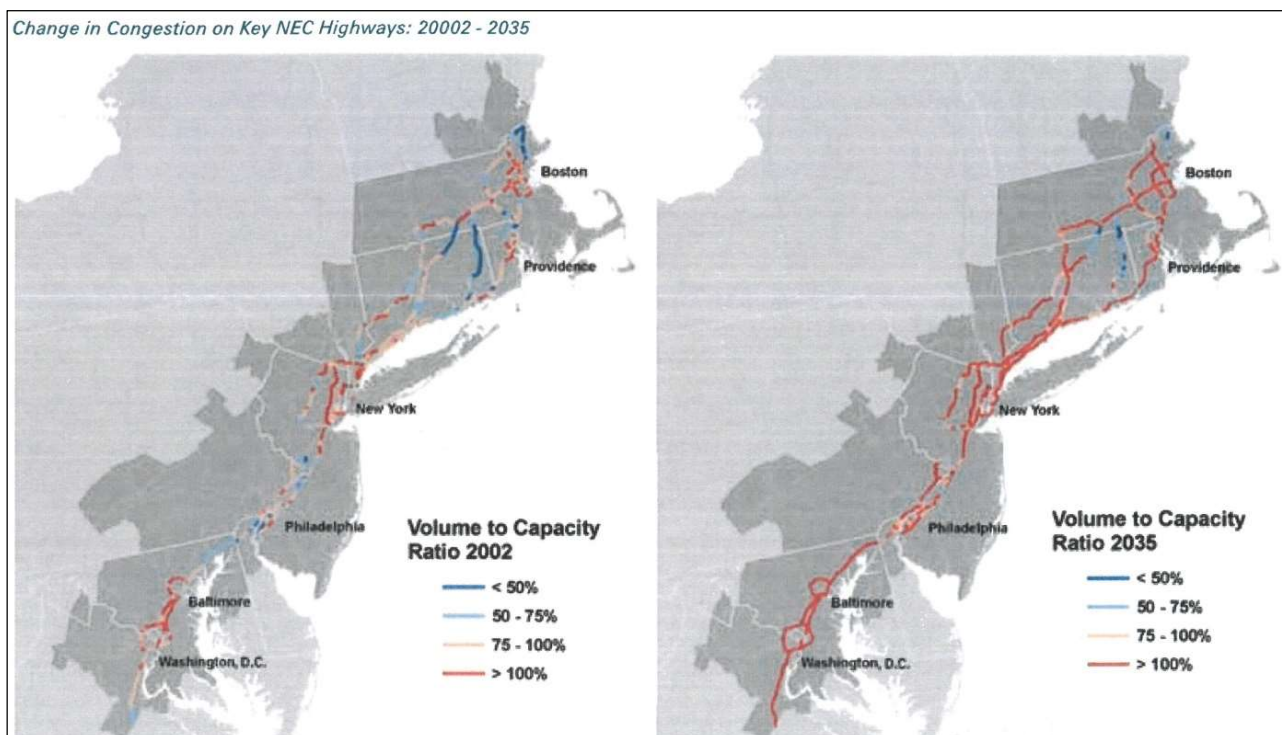 Change in Congestion on Key NEC Highways: 20002 - 2035
Boston
Providence
New York
Philadelphia
Baltimore
Washington, D.C.
Volume to Capacity
Ratio 2002
< 50%
50 - 75%
75 - 100%
> 100%
Boston
Providence
New York
Philadelphia
Baltimore
Washington, D.C.
Volume to Capacity
Ratio 2035
< 50%
50 - 75%
75 - 100%
> 100%